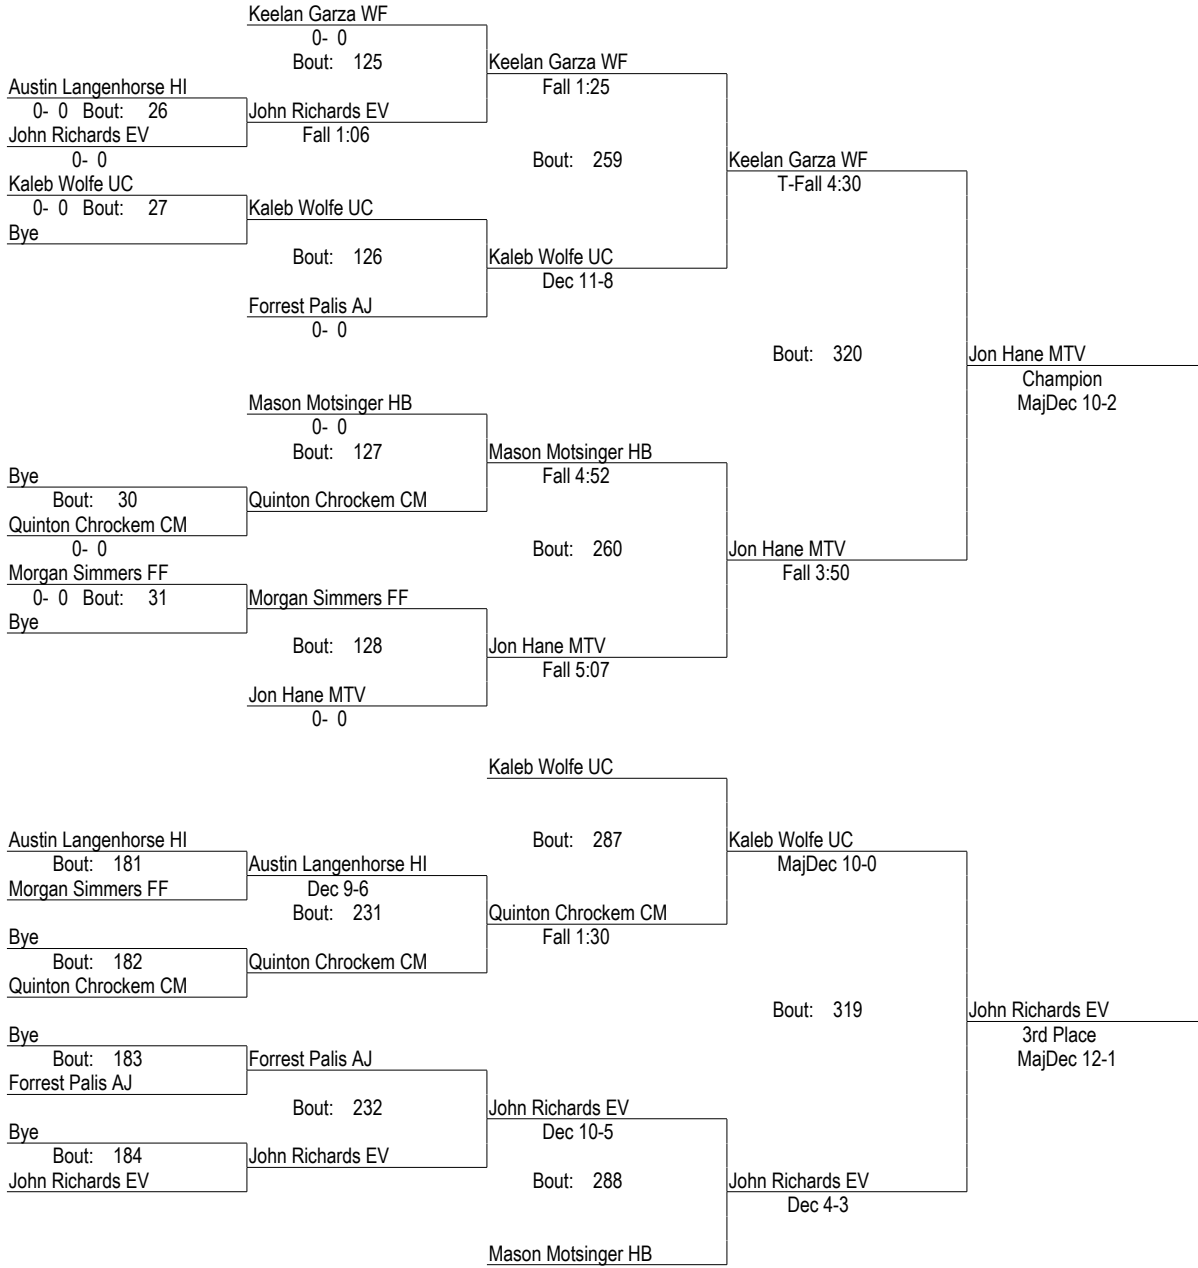 Keelan Garza WF
0- 0
Bout: 125
Keelan Garza WF
Fall 1:25
Austin Langenhorse HI
0- 0 Bout: 26
John Richards EV
Fall 1:06
John Richards EV
0- 0
Bout: 259
Keelan Garza WF
T-Fall 4:30
Kaleb Wolfe UC
0- 0 Bout: 27
Kaleb Wolfe UC
Bye
Bout: 126
Kaleb Wolfe UC
Dec 11-8
Forrest Palis AJ
0- 0
Bout: 320
Jon Hane MTV
Champion
MajDec 10-2
Mason Motsinger HB
0- 0
Bout: 127
Mason Motsinger HB
Fall 4:52
Bye
Bout: 30
Quinton Chrockem CM
Quinton Chrockem CM
0- 0
Bout: 260
Jon Hane MTV
Fall 3:50
Morgan Simmers FF
0- 0 Bout: 31
Morgan Simmers FF
Bye
Bout: 128
Jon Hane MTV
Fall 5:07
Jon Hane MTV
0- 0
Kaleb Wolfe UC
Bout: 287
Kaleb Wolfe UC
MajDec 10-0
Austin Langenhorse HI
Bout: 181
Austin Langenhorse HI
Dec 9-6
Morgan Simmers FF
Bout: 231
Quinton Chrockem CM
Fall 1:30
Bye
Bout: 182
Quinton Chrockem CM
Quinton Chrockem CM
Bout: 319
John Richards EV
3rd Place
MajDec 12-1
Bye
Bout: 183
Forrest Palis AJ
Forrest Palis AJ
Bout: 232
John Richards EV
Dec 10-5
Bye
Bout: 184
John Richards EV
John Richards EV
Bout: 288
John Richards EV
Dec 4-3
Mason Motsinger HB